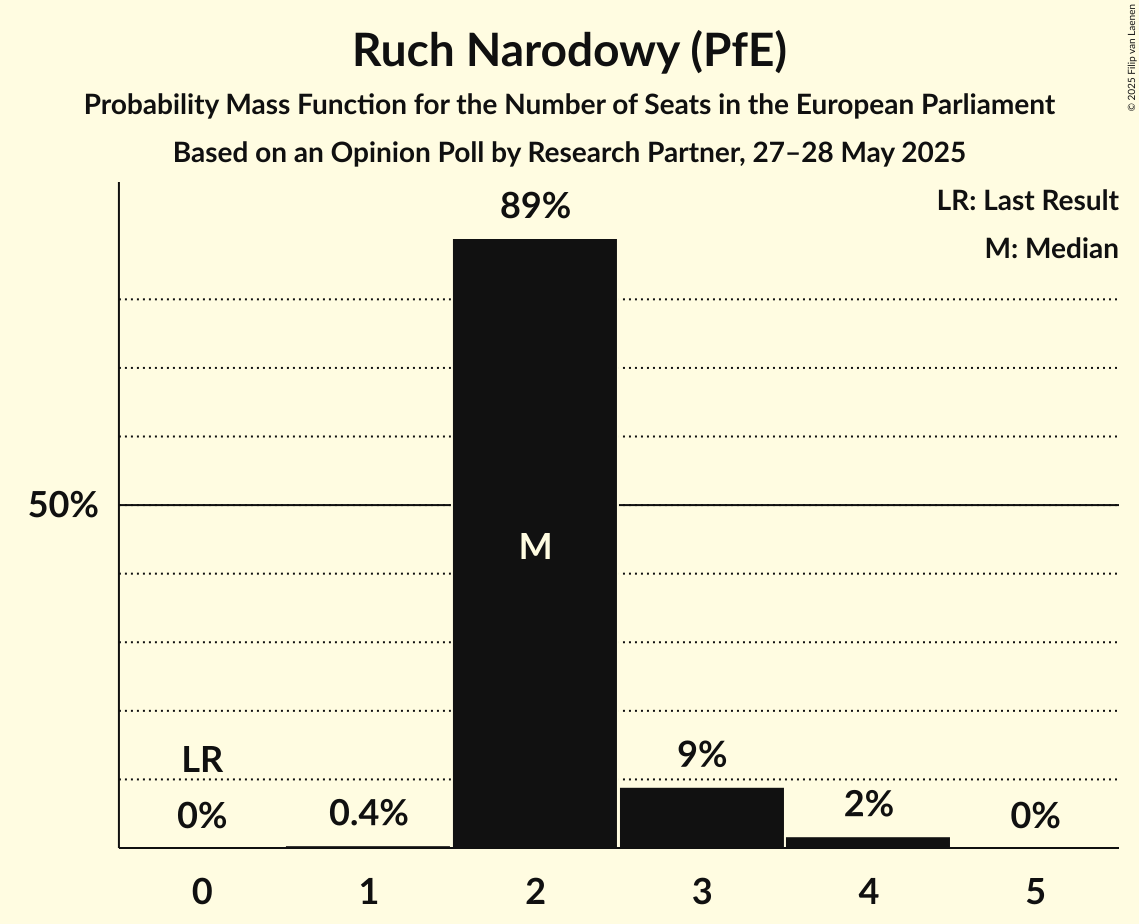 Ruch Narodowy (PfE)
Probability Mass Function for the Number of Seats in the European Parliament
Based on an Opinion Poll by Research Partner, 27–28 May 2025
© 2025 Filip van Laenen
LR: Last Result
M: Median
89%
50%
M
LR
0%
0.4%
9%
2%
0%
0 1 2 3 4 5